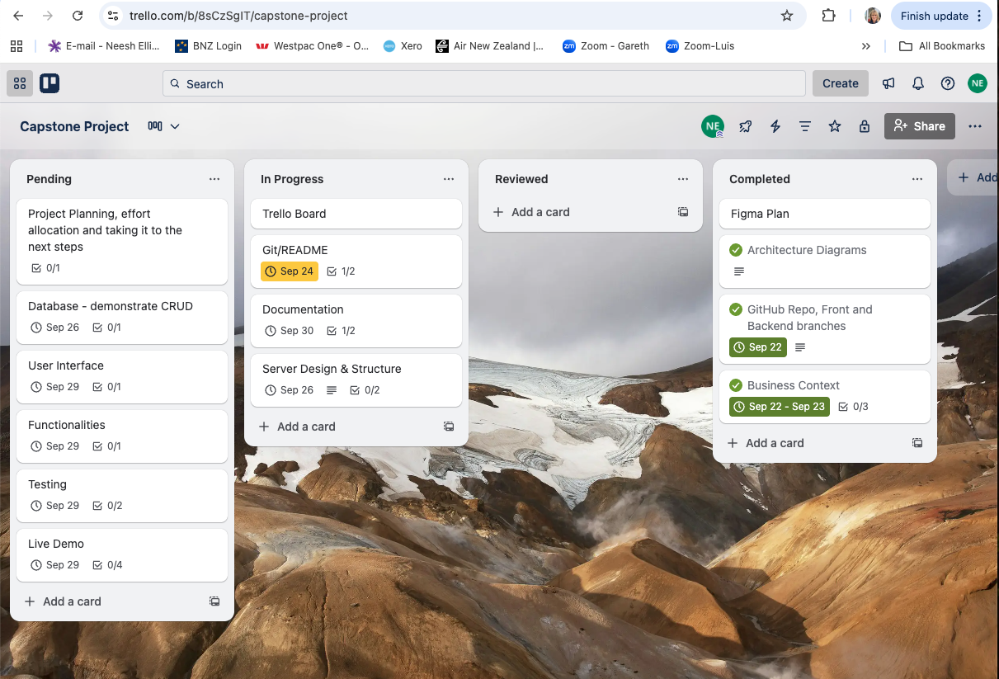 trello.com/b/8sCzSgIT/capstone-project
Finish update
E-mail - Neesh Elli...
BNZ Login
Westpac One® - O...
xero
Xero
Air New Zealand |...
zm
Zoom - Gareth
zm
Zoom-Luis
All Bookmarks
Search
Create
NE
Capstone Project
NE
Share
Pending
Project Planning, effort
allocation and taking it to the
next steps
0/1
Database - demonstrate CRUD
Sep 26 0/1
User Interface
Sep 29 0/1
Functionalities
Sep 29 0/1
Testing
Sep 29 0/2
Live Demo
Sep 29 0/4
Add a card
In Progress
Trello Board
Git/README
Sep 24 1/2
Documentation
Sep 30 1/2
Server Design & Structure
Sep 26 0/2
Add a card
Reviewed
Add a card
Completed
Figma Plan
Architecture Diagrams
GitHub Repo, Front and
Backend branches
Sep 22
Business Context
Sep 22 - Sep 23 0/3
Add a card
Add